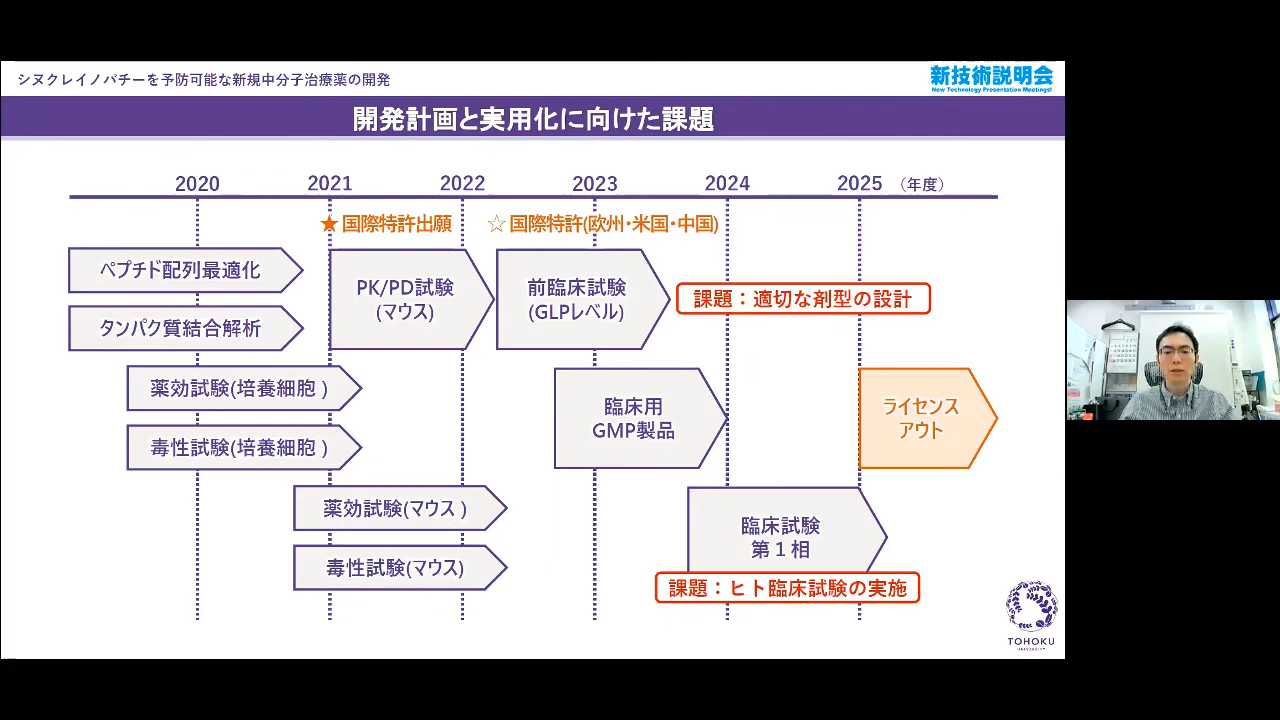 シヌクレイノパチーを予防可能な新規中分子治療薬の開発
新技術説明会
New Technology Presentation Meetings!
開発計画と実用化に向けた課題
2020 2021 2022 2023 2024 2025 （年度）
★ 国際特許出願 ☆ 国際特許(欧州・米国・中国)
ペプチド配列最適化
タンパク質結合解析
PK/PD試験
(マウス)
前臨床試験
(GLPレベル)
課題：適切な剤型の設計
薬効試験(培養細胞 )
毒性試験(培養細胞 )
臨床用
GMP製品
ライセンス
アウト
薬効試験(マウス )
毒性試験(マウス)
臨床試験
第１相
課題：ヒト臨床試験の実施
TOHOKU
UNIVERSITY